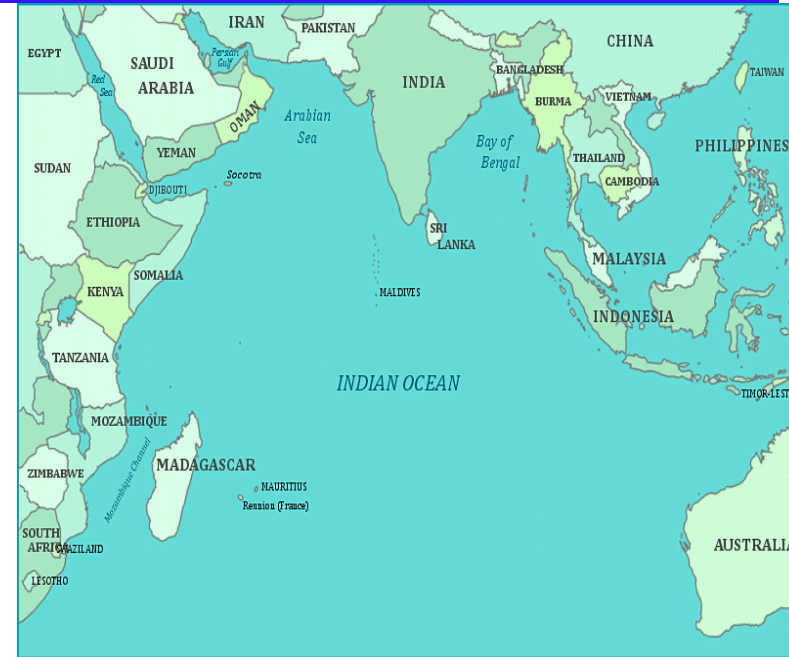 IRAN
PAKISTAN
CHINA
EGYPT
Persian
Gulf
SAUDI
ARABIA
Red
Sea
INDIA
BANGLADESH
TAIWAN
BURMA
VIETNAM
OMAN
Arabian
Sea
Bay of
Bengal
PHILIPPINES
YEMAN
THAILAND
SUDAN
Socotra
CAMBODIA
DJIBOUTI
ETHIOPIA
SRI
LANKA
MALAYSIA
SOMALIA
KENYA
MALDIVES
INDONESIA
TANZANIA
INDIAN OCEAN
TIMOR-LEST
MOZAMBIQUE
Mozambique Channel
MADAGASCAR
ZIMBABWE
MAURITIUS
Reunion (France)
SOUTH
AFRICA
SWAZILAND
AUSTRALIA
LESOTHO